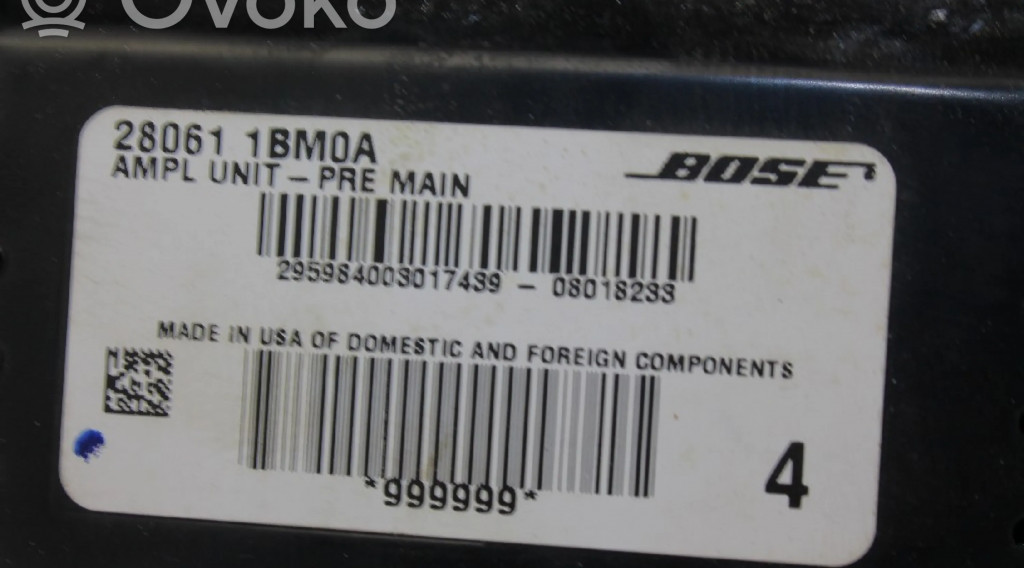 Ovoko
28061 1BM0A
AMPL UNIT – PRE MAIN
BOSE
295984003017439 – 08018233
MADE IN USA OF DOMESTIC AND FOREIGN COMPONENTS
*999999*
4